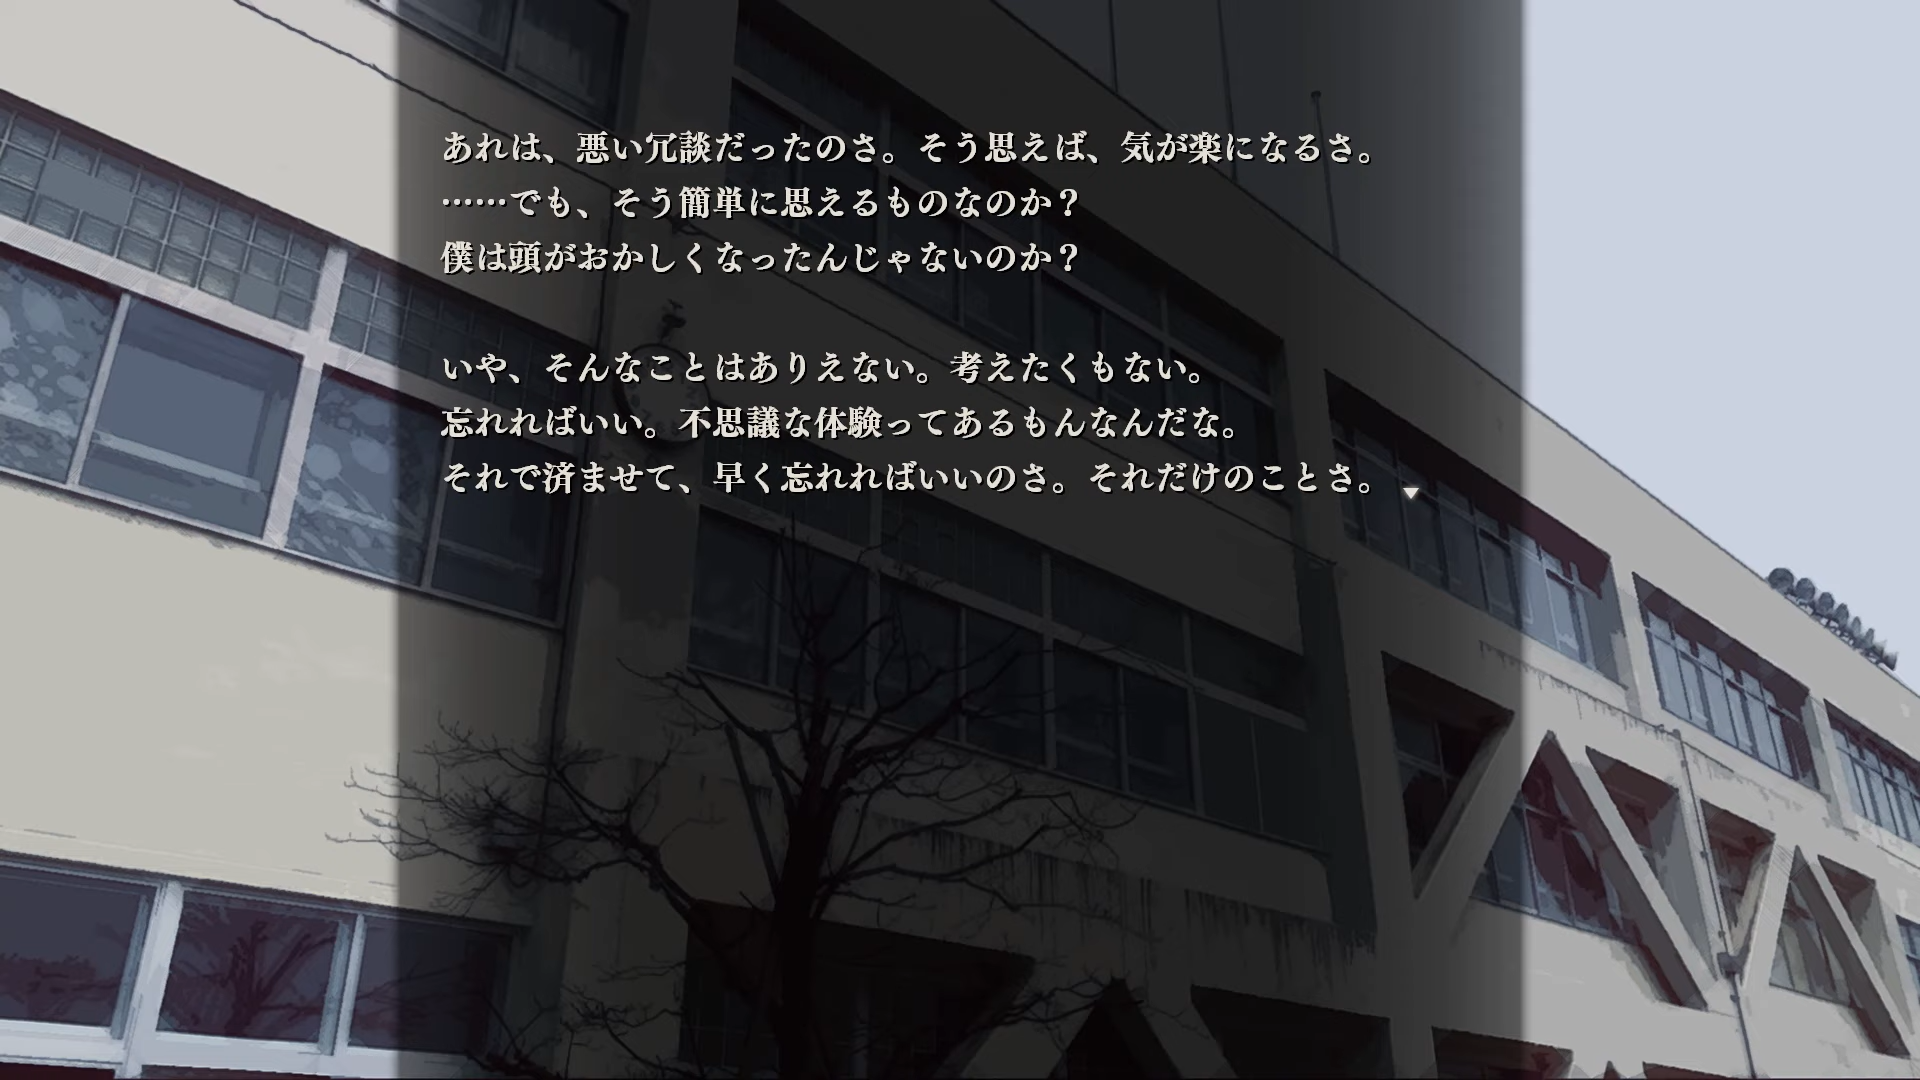 あれは、悪い冗談だったのさ。そう思えば、気が楽になるさ。
……でも、そう簡単に思えるものなのか？
僕は頭がおかしくなったんじゃないのか？
いや、そんなことはありえない。考えたくもない。
忘れればいい。不思議な体験ってあるもんなんだな。
それで済ませて、早く忘れればいいのさ。それだけのことさ。